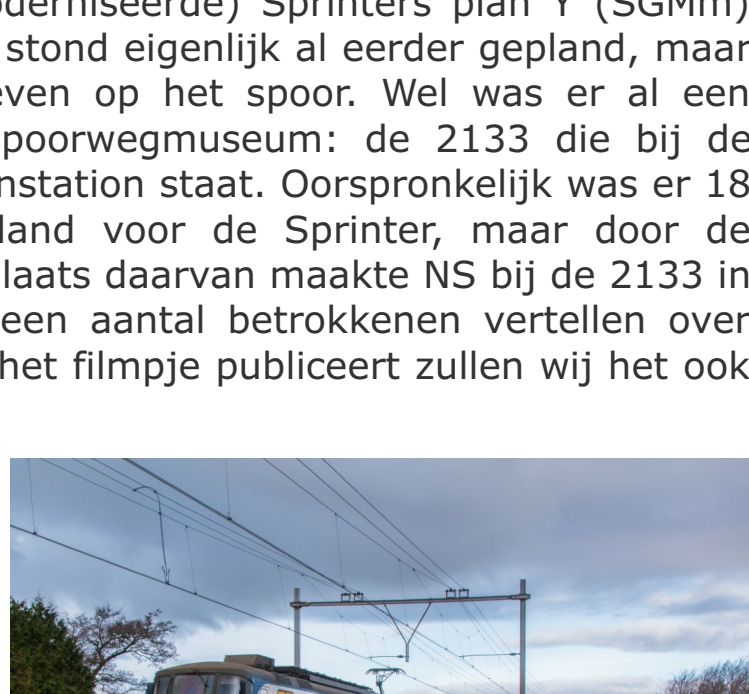 oderniseerde) Sprinters plan Y (SGMm)
stond eigenlijk al eerder gepland, maar
even op het spoor. Wel was er al een
poorwegmuseum: de 2133 die bij de
nstation staat. Oorspronkelijk was er 18
land voor de Sprinter, maar door de
laats daarvan maakte NS bij de 2133 in
een aantal betrokkenen vertellen over
het filmpje publiceert zullen wij het ook